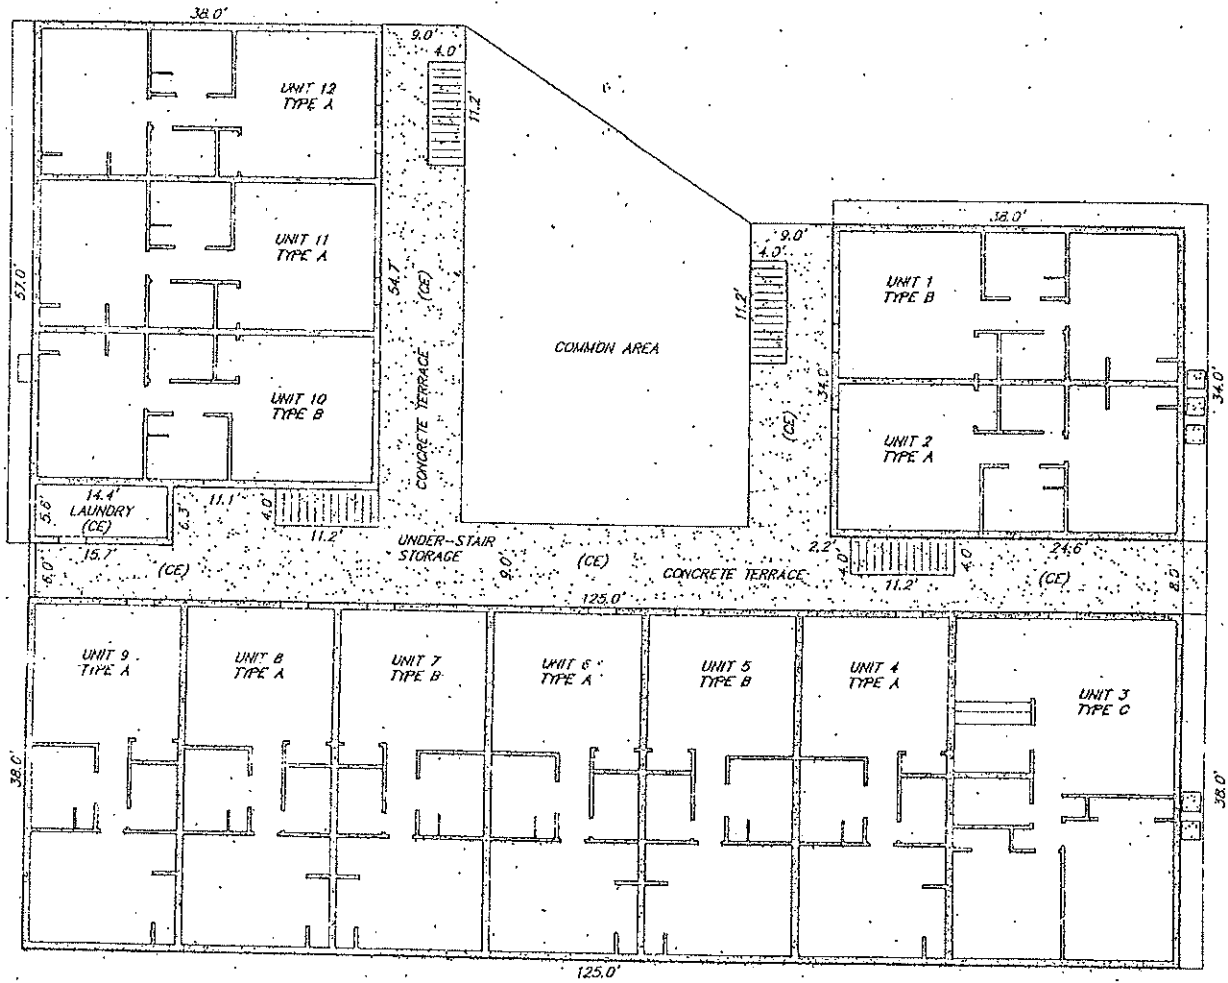 38.0'
9.0'
4.0'
11.2'
UNIT 12
TYPE A
UNIT 11
TYPE A
57.0'
54.7'
(CE)
CONCRETE TERRACE
UNIT 10
TYPE B
14.4'
LAUNDRY
(CE)
5.6'
6.3'
11.1'
4.0'
11.2'
15.7'
6.0'
(CE)
UNDER-STAIR
STORAGE
COMMON AREA
38.0'
9.0'
4.0'
11.2'
UNIT 1
TYPE B
34.0'
(CE)
34.0'
UNIT 2
TYPE A
9.0'
(CE)
CONCRETE TERRACE
2.2'
4.0'
11.2'
4.0'
24.6'
(CE)
8.0'
125.0'
UNIT 9
TYPE A
UNIT 8
TYPE A
UNIT 7
TYPE B
UNIT 6
TYPE A
UNIT 5
TYPE B
UNIT 4
TYPE A
UNIT 3
TYPE C
38.0'
38.0'
125.0'